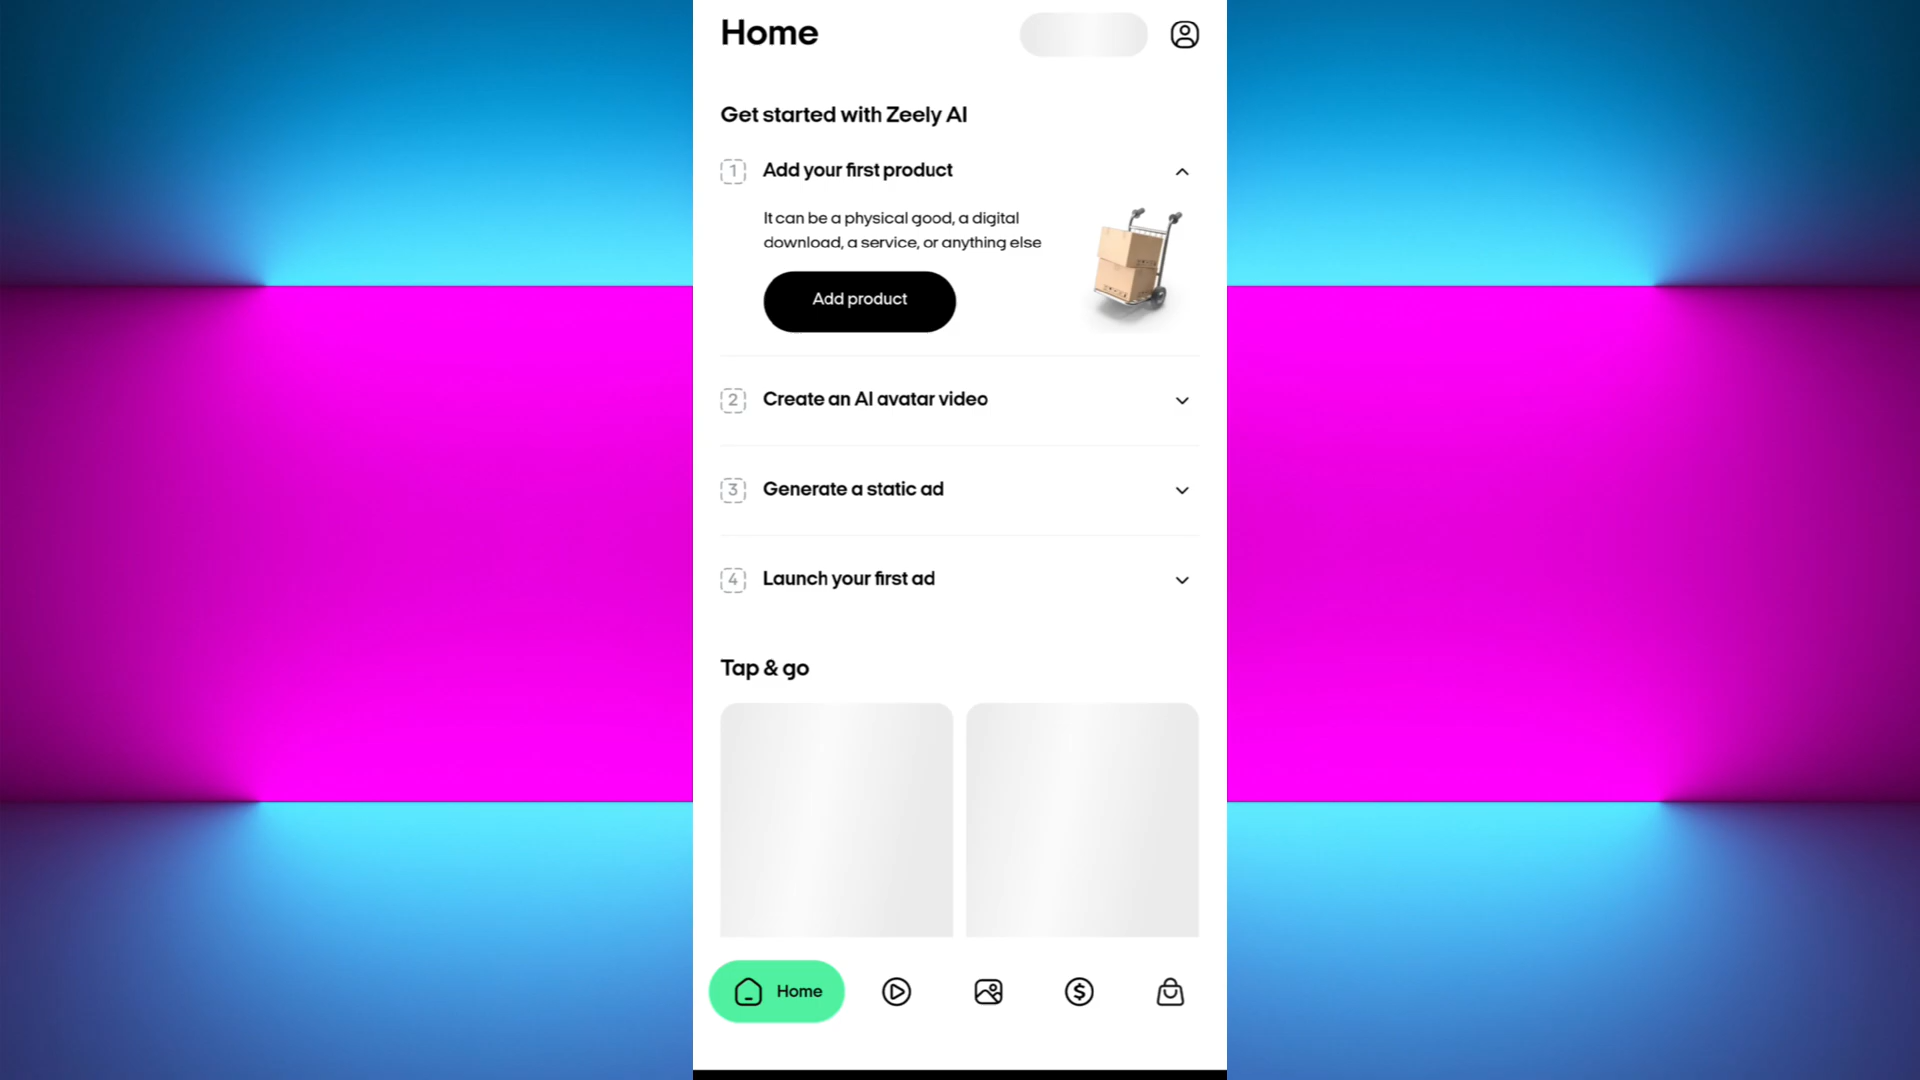 Home
Get started with Zeely AI
1 Add your first product
It can be a physical good, a digital
download, a service, or anything else
Add product
2 Create an AI avatar video
3 Generate a static ad
4 Launch your first ad
Tap & go
Home